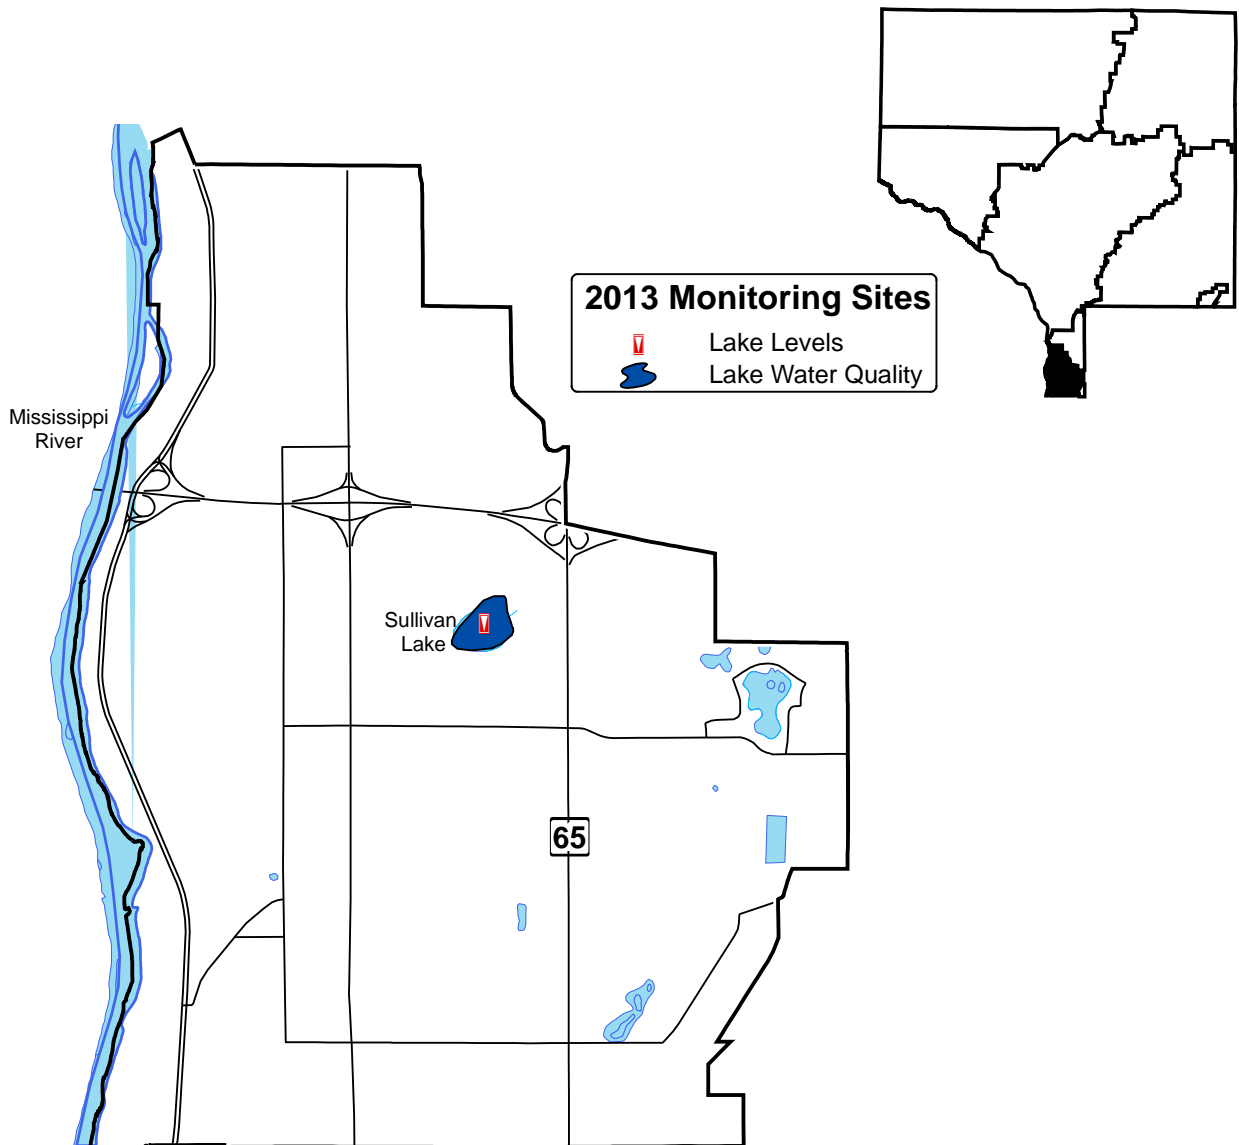 2013 Monitoring Sites
Lake Levels
Lake Water Quality
Mississippi
River
Sullivan
Lake
65